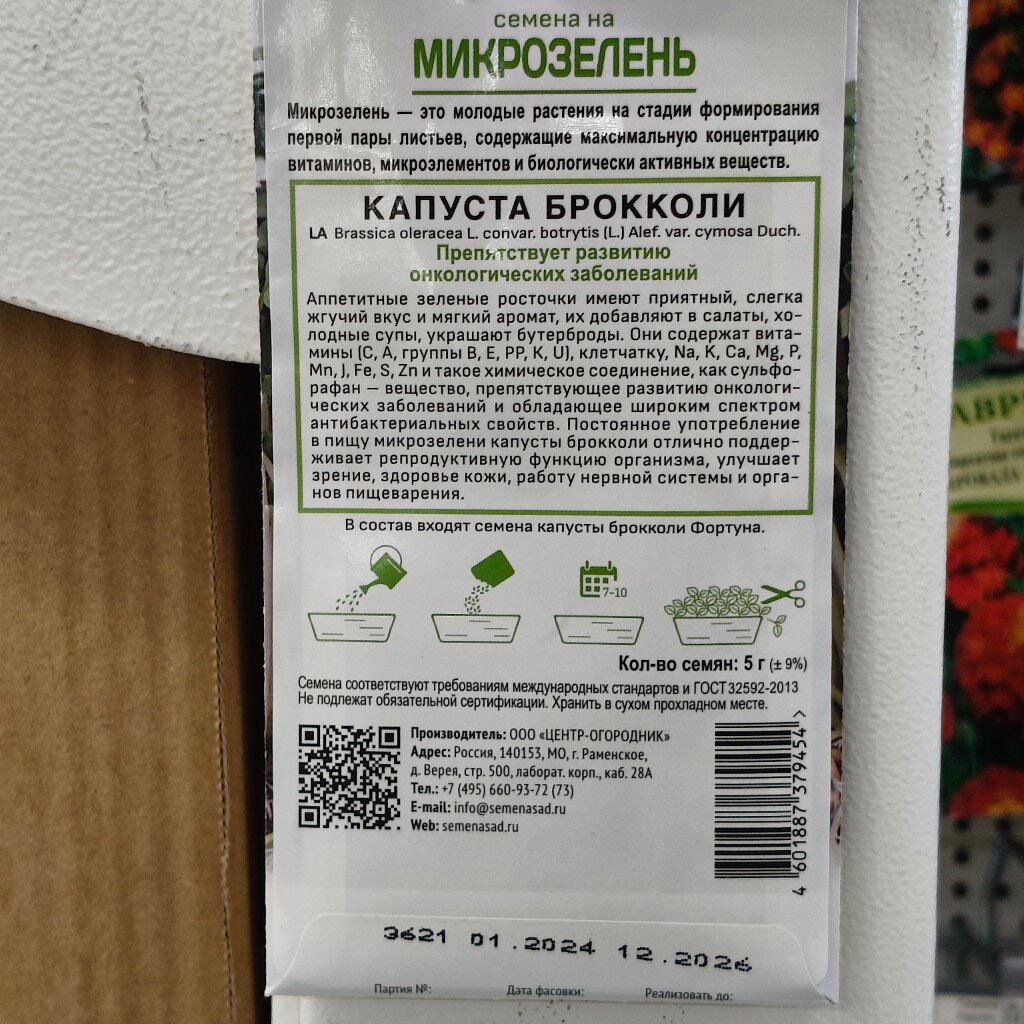 семена на
МИКРОЗЕЛЕНЬ
Микрозелень — это молодые растения на стадии формирования
первой пары листьев, содержащие максимальную концентрацию
витаминов, микроэлементов и биологически активных веществ.
КАПУСТА БРОККОЛИ
LA Brassica oleracea L. convar. botrytis (L.) Alef. var. cymosa Duch.
Препятствует развитию
онкологических заболеваний
Аппетитные зеленые росточки имеют приятный, слегка
жгучий вкус и мягкий аромат, их добавляют в салаты, хо-
лодные супы, украшают бутерброды. Они содержат вита-
мины (С, А, группы В, Е, РР, К, U), клетчатку, Na, K, Ca, Mg, P,
Mn, J, Fe, S, Zn и такое химическое соединение, как сульфо-
рафан — вещество, препятствующее развитию онкологи-
ческих заболеваний и обладающее широким спектром
антибактериальных свойств. Постоянное употребление
в пищу микрозелени капусты брокколи отлично поддер-
живает репродуктивную функцию организма, улучшает
зрение, здоровье кожи, работу нервной системы и орга-
нов пищеварения.
В состав входят семена капусты брокколи Фортуна.
7-10
Кол-во семян: 5 г (± 9%)
Семена соответствуют требованиям международных стандартов и ГОСТ 32592-2013
Не подлежат обязательной сертификации. Хранить в сухом прохладном месте.
Производитель: ООО «ЦЕНТР-ОГОРОДНИК»
Адрес: Россия, 140153, МО, г. Раменское,
д. Верея, стр. 500, лаборат. корп., каб. 28А
Тел.: +7 (495) 660-93-72 (73)
E-mail: info@semenasad.ru
Web: semenasad.ru
4 601887 379454 >
3621 01.2024 12.2026
Партия №: Дата фасовки: Реализовать до: